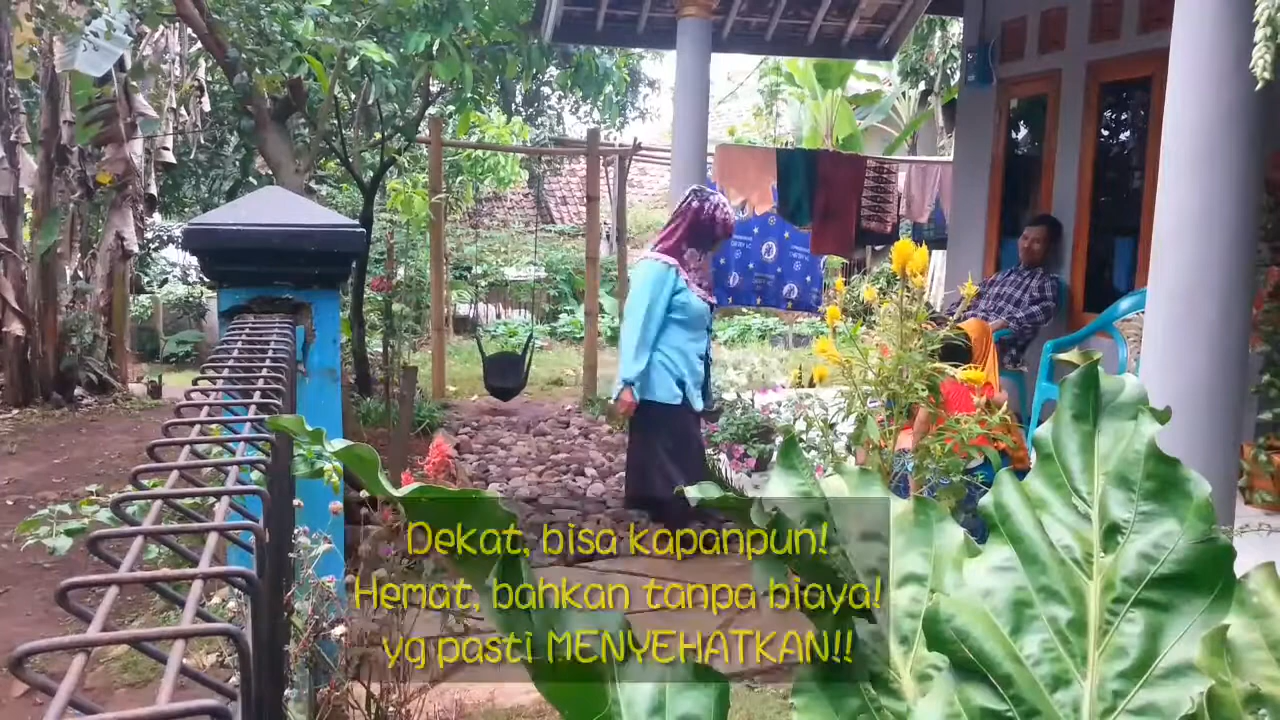 Dekat, bisa kapanpun!
Hemat, bahkan tanpa biaya!
yg pasti MENYEHATKAN!!